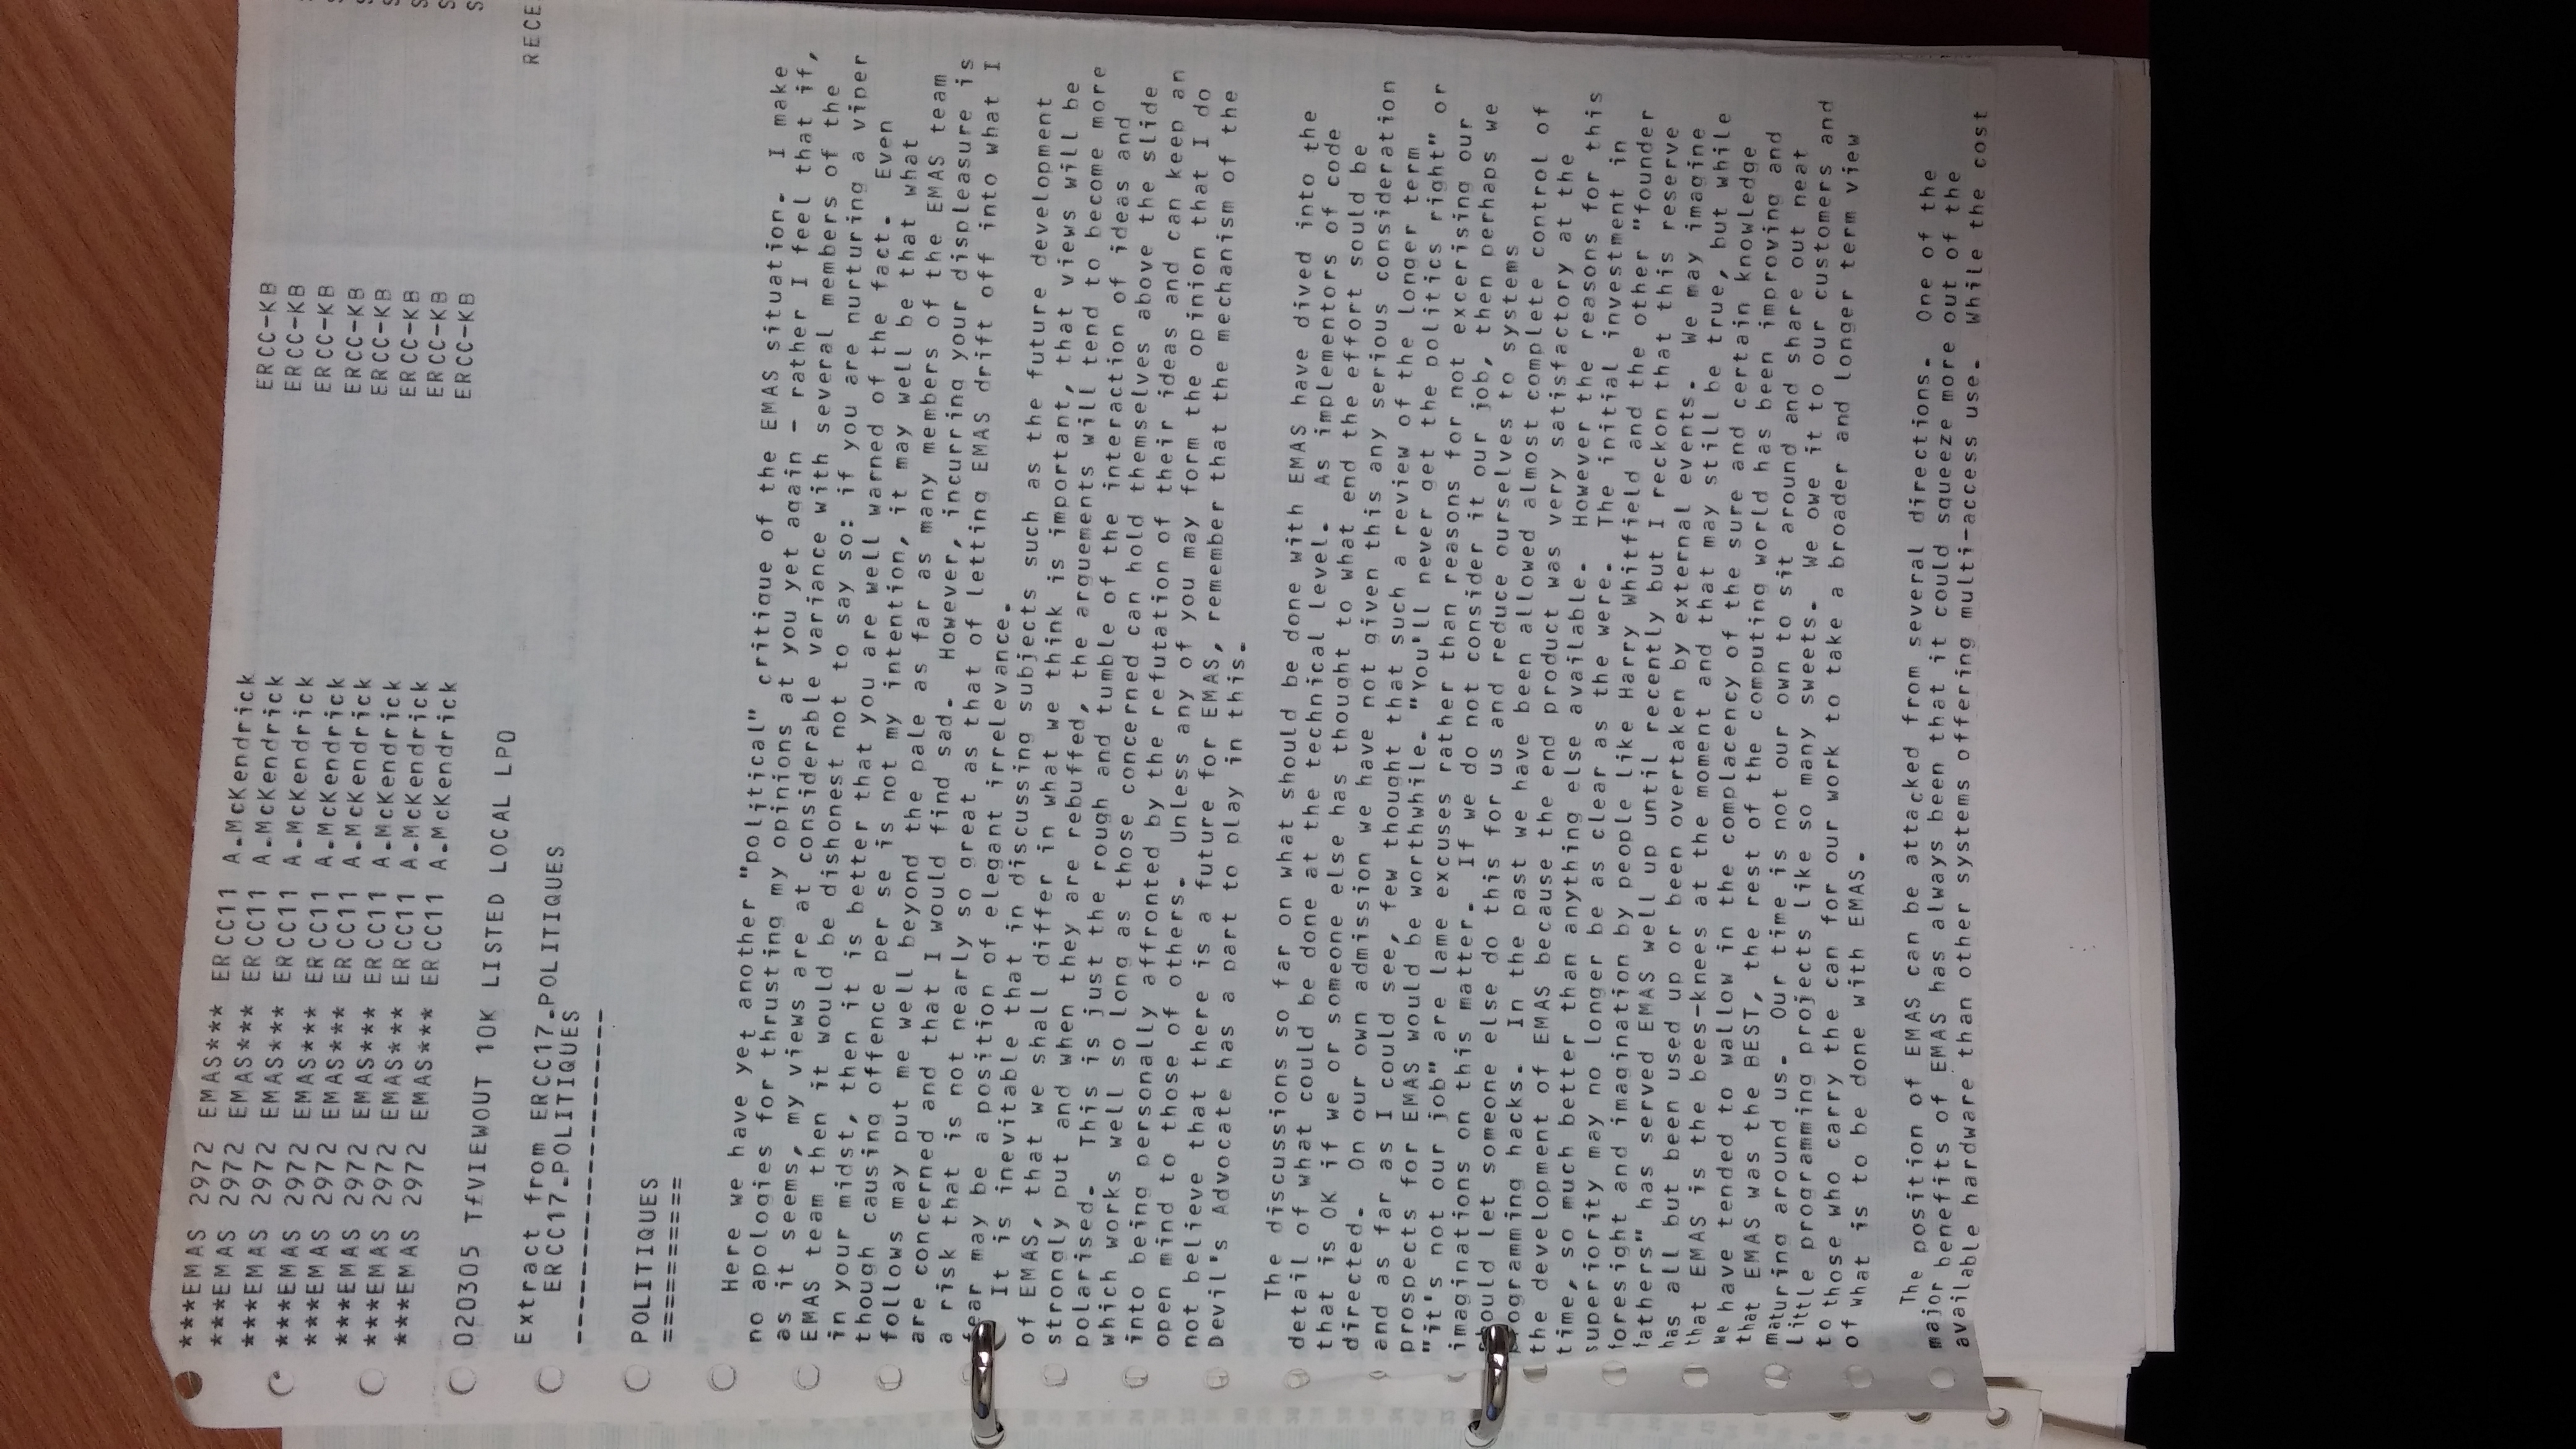 ***EMAS 2972 EMAS*** ERCC11 A.McKendrick ERCC-KB S
***EMAS 2972 EMAS*** ERCC11 A.McKendrick ERCC-KB S
***EMAS 2972 EMAS*** ERCC11 A.McKendrick ERCC-KB S
***EMAS 2972 EMAS*** ERCC11 A.McKendrick ERCC-KB S
***EMAS 2972 EMAS*** ERCC11 A.McKendrick ERCC-KB S
***EMAS 2972 EMAS*** ERCC11 A.McKendrick ERCC-KB S
***EMAS 2972 EMAS*** ERCC11 A.McKendrick ERCC-KB S
***EMAS 2972 EMAS*** ERCC11 A.McKendrick ERCC-KB S
02D305 TfVIEWOUT 10K LISTED LOCAL LPO RECE
Extract from ERCC17.POLITIQUES
ERCC17.POLITIQUES
------------------------------
POLITIQUES
==========
Here we have yet another "political" critique of the EMAS situation. I make
no apologies for thrusting my opinions at you yet again - rather I feel that if,
as it seems, my views are at considerable variance with several members of the
EMAS team then it would be dishonest not to say so: if you are nurturing a viper
in your midst, then it is better that you are well warned of the fact. Even
though causing offence per se is not my intention, it may well be that what
follows may put me well beyond the pale as far as many members of the EMAS team
are concerned and that I would find sad. However, incurring your displeasure is
a risk that is not nearly so great as that of letting EMAS drift off into what I
fear may be a position of elegant irrelevance.
It is inevitable that in discussing subjects such as the future development
of EMAS, that we shall differ in what we think is important, that views will be
strongly put and when they are rebuffed, the arguements will tend to become more
polarised. This is just the rough and tumble of the interaction of ideas and
which works well so long as those concerned can hold themselves above the slide
into being personally affronted by the refutation of their ideas and can keep an
open mind to those of others. Unless any of you may form the opinion that I do
not believe that there is a future for EMAS, remember that the mechanism of the
Devil's Advocate has a part to play in this.
The discussions so far on what should be done with EMAS have dived into the
detail of what could be done at the technical level. As implementors of code
that is OK if we or someone else has thought to what end the effort sould be
directed. On our own admission we have not given this any serious consideration
and as far as I could see, few thought that such a review of the longer term
prospects for EMAS would be worthwhile. "You'll never get the politics right" or
"it's not our job" are lame excuses rather than reasons for not excerising our
imaginations on this matter. If we do not consider it our job, then perhaps we
should let someone else do this for us and reduce ourselves to systems
programming hacks. In the past we have been allowed almost complete control of
the development of EMAS because the end product was very satisfactory at the
time, so much better than anything else available. However the reasons for this
superiority may no longer be as clear as the were. The initial investment in
foresight and imagination by people like Harry Whitfield and the other "founder
fathers" has served EMAS well up until recently but I reckon that this reserve
has all but been used up or been overtaken by external events. We may imagine
that EMAS is the bees-knees at the moment and that may still be true, but while
we have tended to wallow in the complacency of the sure and certain knowledge
that EMAS was the BEST, the rest of the computing world has been improving and
maturing around us. Our time is not our own to sit around and share out neat
little programming projects like so many sweets. We owe it to our customers and
to those who carry the can for our work to take a broader and longer term view
of what is to be done with EMAS.
The position of EMAS can be attacked from several directions. One of the
major benefits of EMAS has always been that it could squeeze more out of the
available hardware than other systems offering multi-access use. While the cost